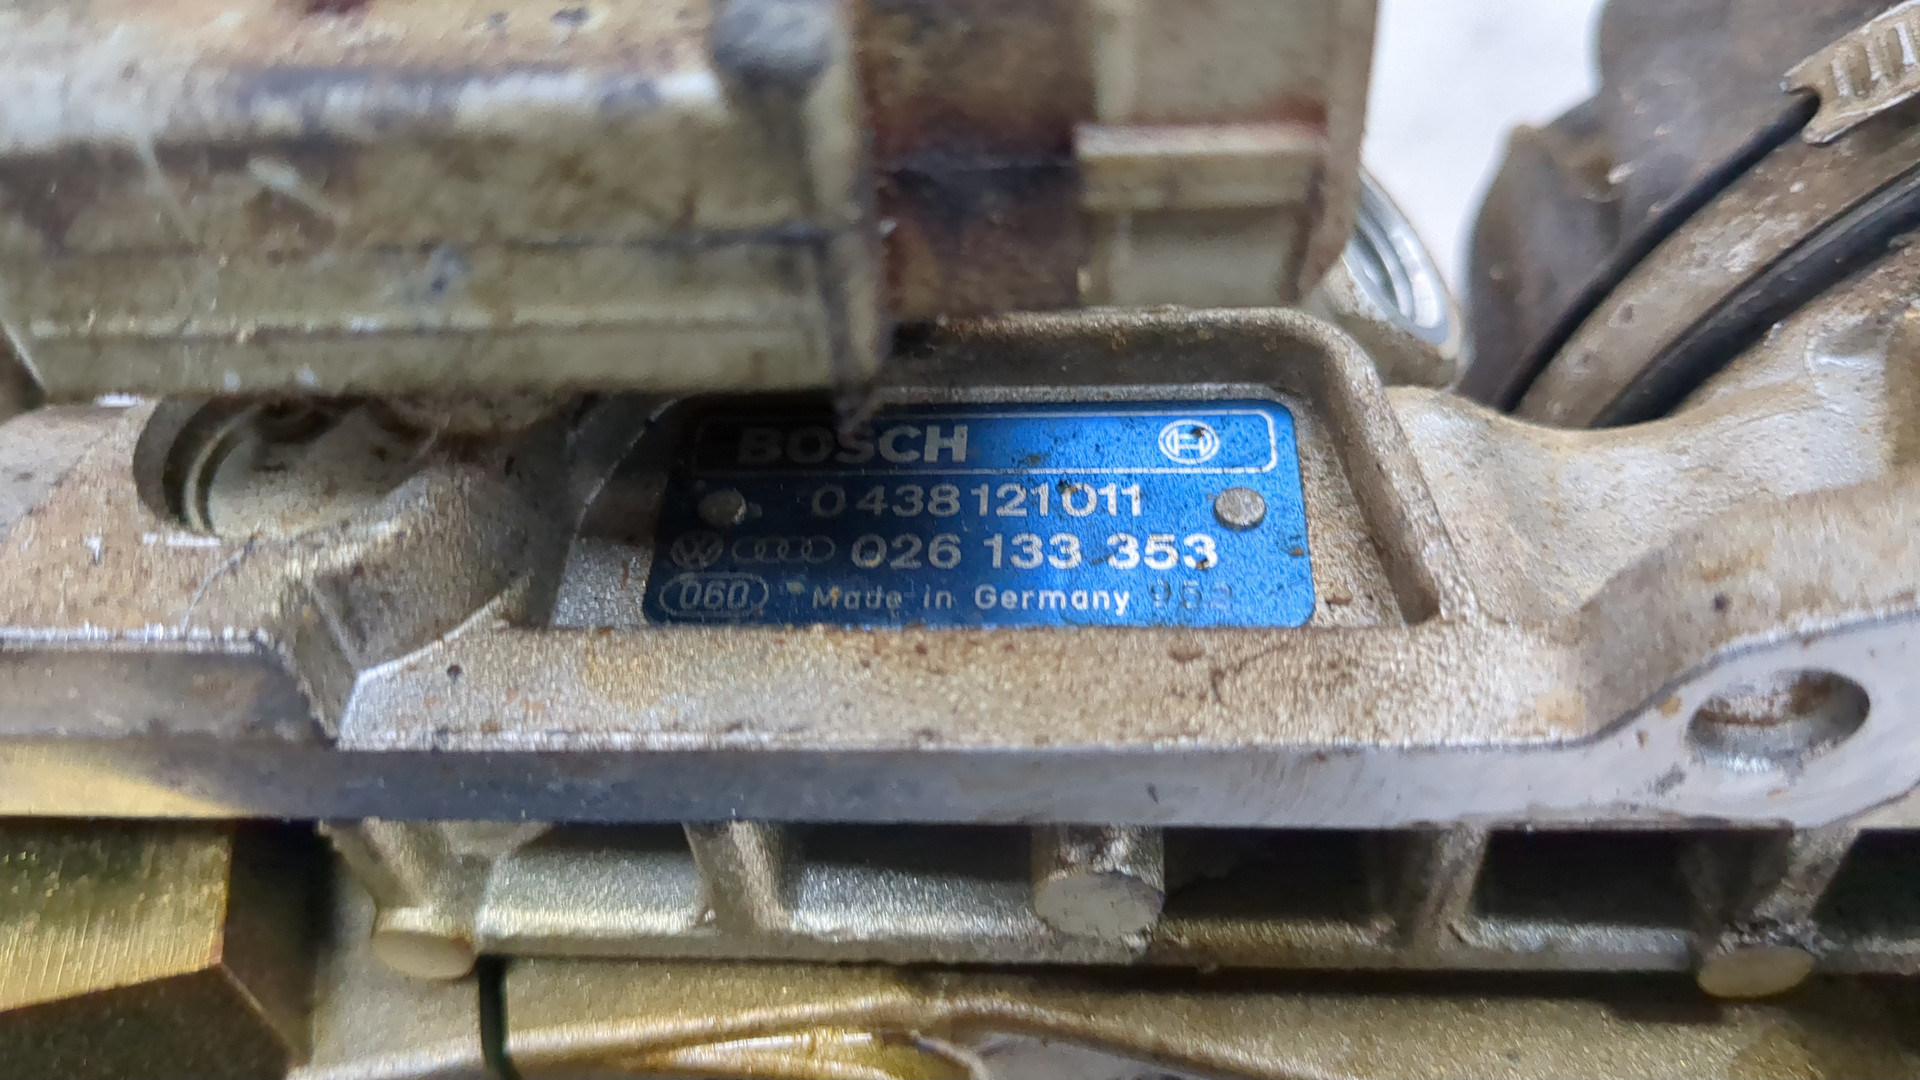 BOSCH
0 438 121 011
026 133 353
060 Made in Germany